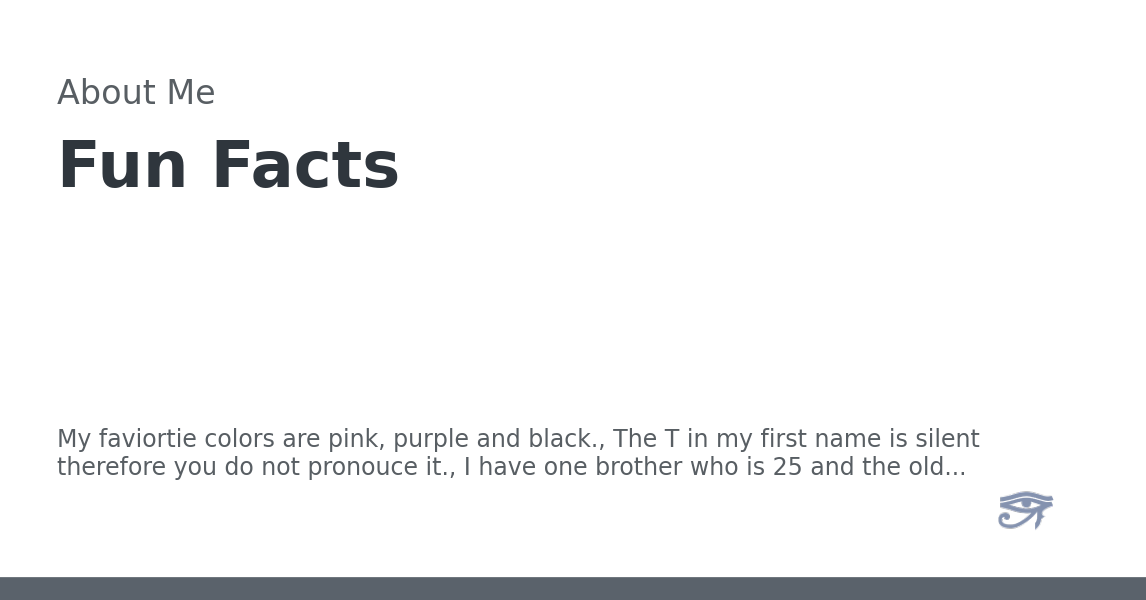 About Me
Fun Facts
My faviortie colors are pink, purple and black., The T in my first name is silent
therefore you do not pronouce it., I have one brother who is 25 and the old...